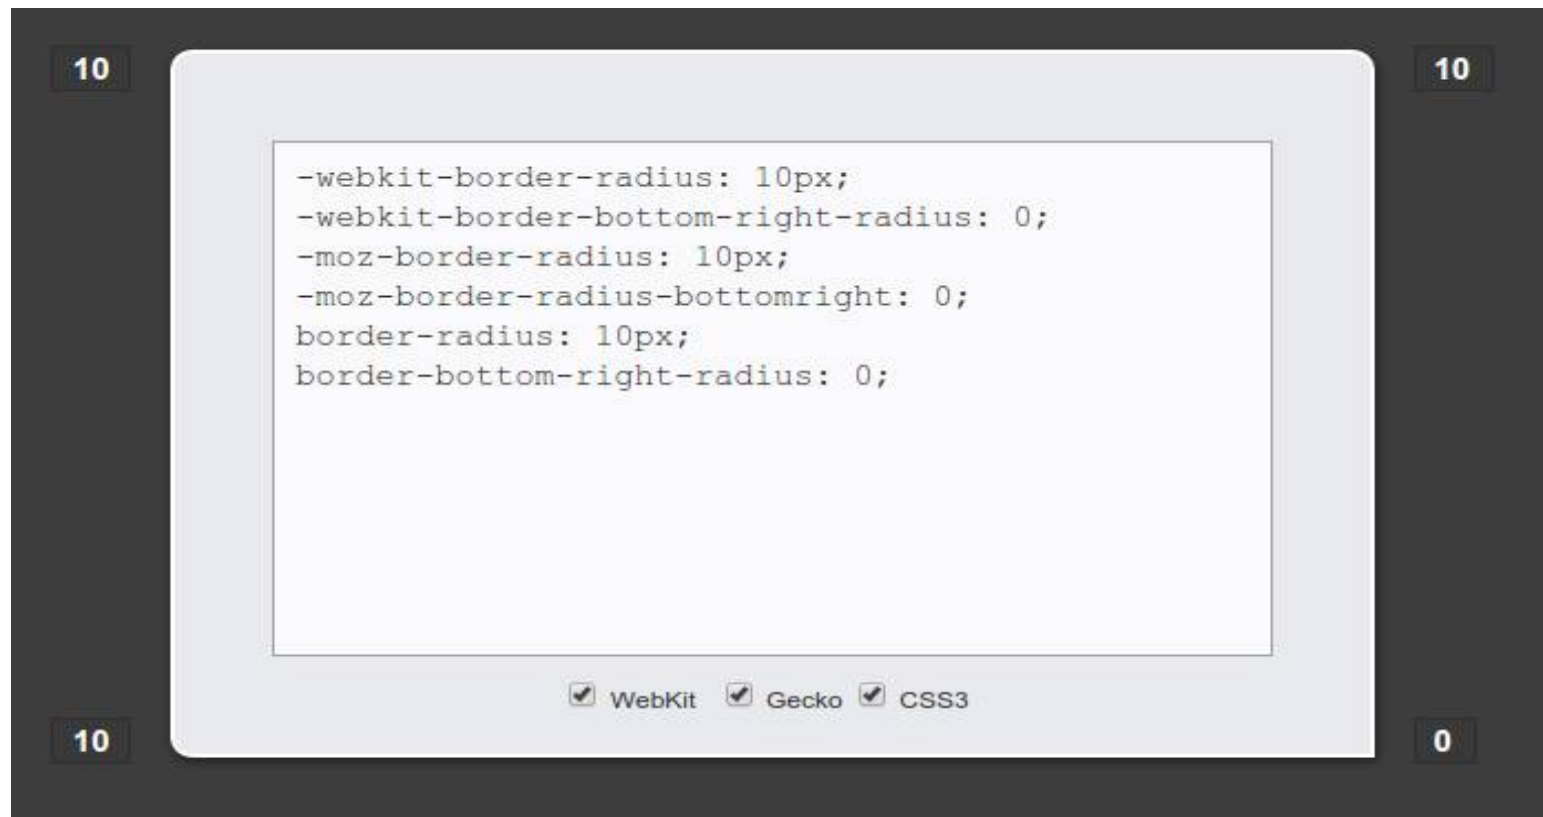 10
10
-webkit-border-radius: 10px;
-webkit-border-bottom-right-radius: 0;
-moz-border-radius: 10px;
-moz-border-radius-bottomright: 0;
border-radius: 10px;
border-bottom-right-radius: 0;
WebKit Gecko CSS3
10
0